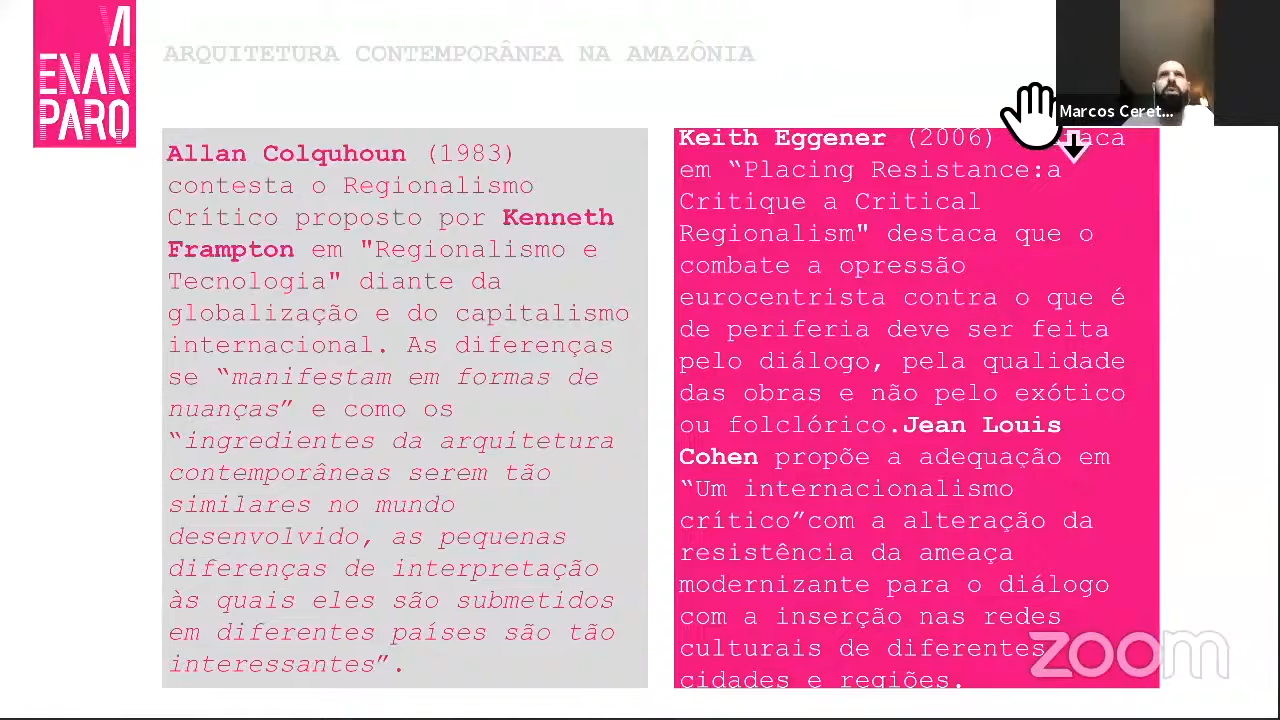 VI
ENAN
PARQ
ARQUITETURA CONTEMPORÂNEA NA AMAZÔNIA
Marcos Ceret...
Allan Colquhoun (1983)
contesta o Regionalismo
Crítico proposto por Kenneth
Frampton em "Regionalismo e
Tecnologia" diante da
globalização e do capitalismo
internacional. As diferenças
se “manifestam em formas de
nuanças” e como os
“ingredientes da arquitetura
contemporâneas serem tão
similares no mundo
desenvolvido, as pequenas
diferenças de interpretação
às quais eles são submetidos
em diferentes países são tão
interessantes”.
Keith Eggener (2006)
em “Placing Resistance:a
Critique a Critical
Regionalism" destaca que o
combate a opressão
eurocentrista contra o que é
de periferia deve ser feita
pelo diálogo, pela qualidade
das obras e não pelo exótico
ou folclórico.Jean Louis
Cohen propõe a adequação em
“Um internacionalismo
crítico”com a alteração da
resistência da ameaça
modernizante para o diálogo
com a inserção nas redes
culturais de diferentes
cidades e regiões.
zoom